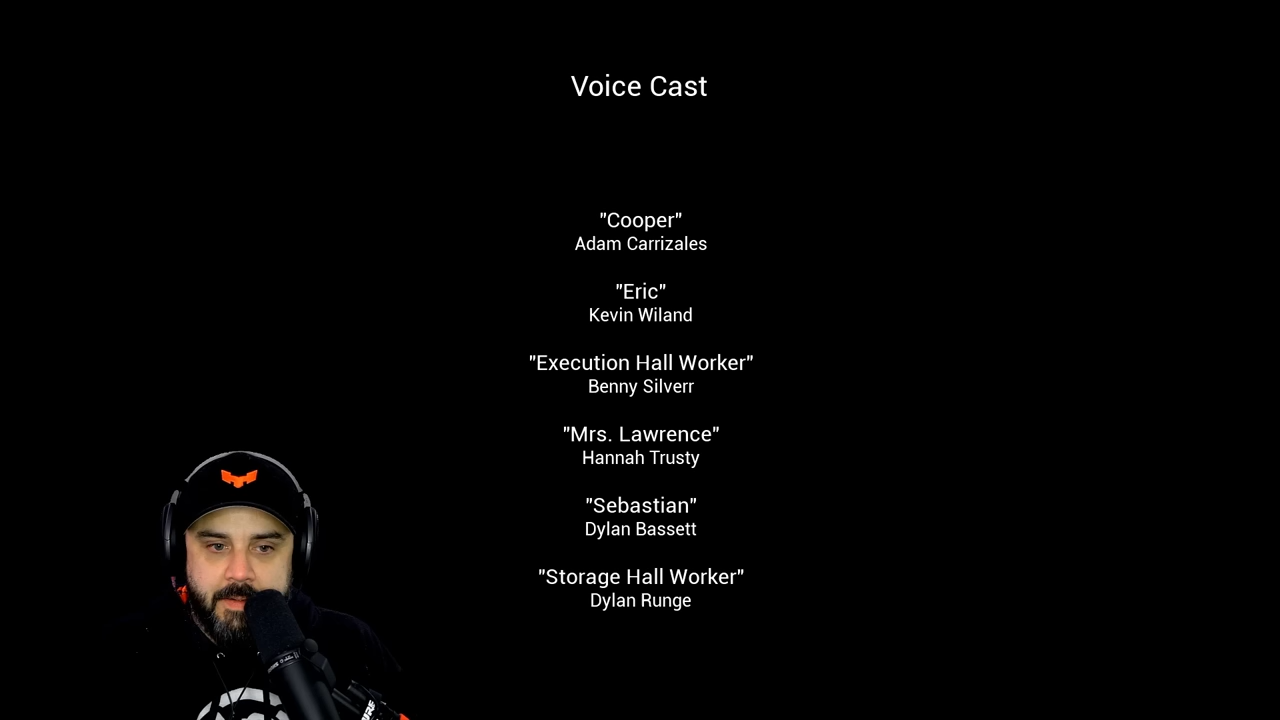 Voice Cast
"Cooper"
Adam Carrizales
"Eric"
Kevin Wiland
"Execution Hall Worker"
Benny Silverr
"Mrs. Lawrence"
Hannah Trusty
"Sebastian"
Dylan Bassett
"Storage Hall Worker"
Dylan Runge